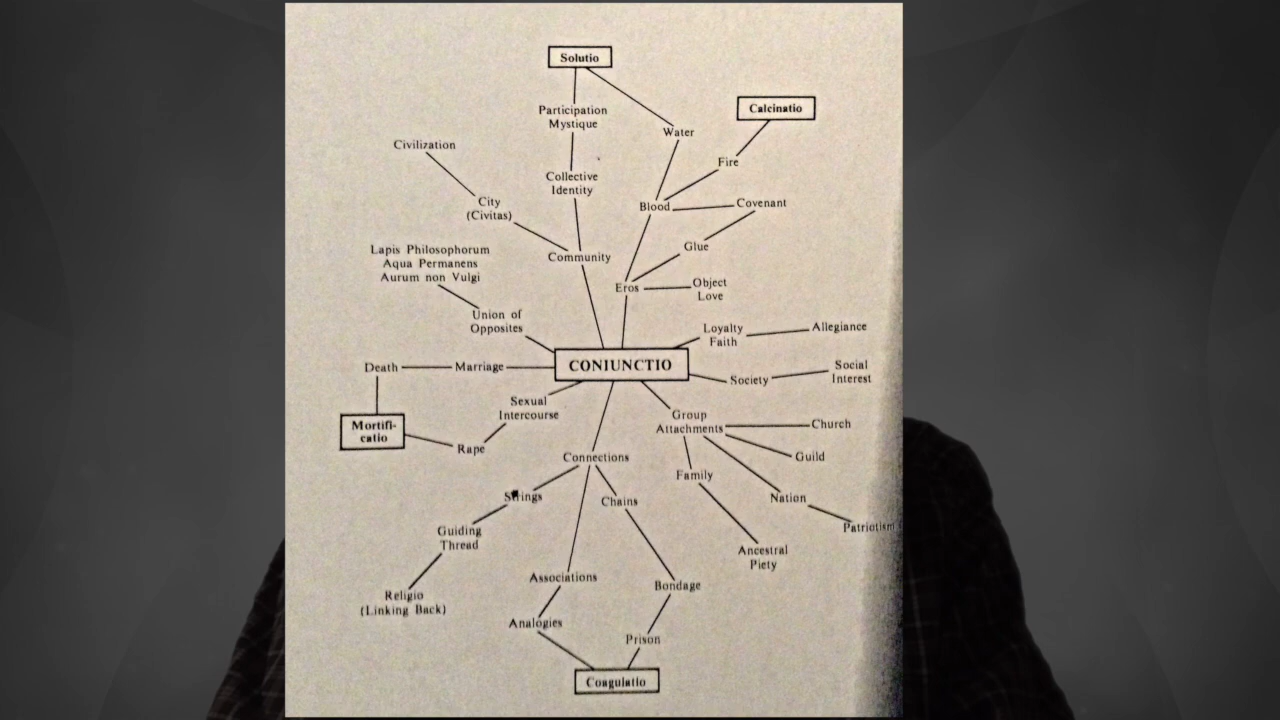 Solutio
Calcinatio
Participation
Mystique
Water
Civilization
Fire
Collective
Identity
City
(Civitas)
Blood
Covenant
Glue
Lapis Philosophorum
Aqua Permanens
Aurum non Vulgi
Community
Eros
Object
Love
Union of
Opposites
Loyalty
Faith
Allegiance
CONIUNCTIO
Death
Marriage
Society
Social
Interest
Sexual
Intercourse
Group
Attachments
Church
Mortifi-
catio
Rape
Connections
Guild
Family
Strings
Chains
Nation
Patriotism
Guiding
Thread
Ancestral
Piety
Associations
Bondage
Religio
(Linking Back)
Analogies
Prison
Coagulatio